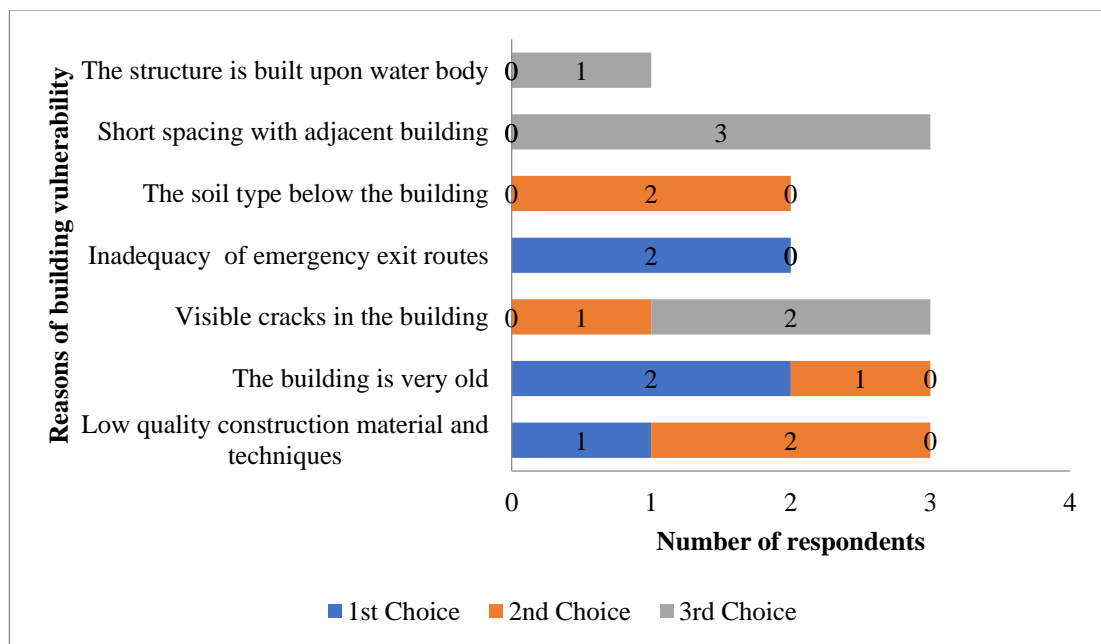 Reasons of building vulnerability
The structure is built upon water body
0 1
Short spacing with adjacent building
0 3
The soil type below the building
0 2 0
Inadequacy of emergency exit routes
2 0
Visible cracks in the building
0 1 2
The building is very old
2 1 0
Low quality construction material and
techniques
1 2 0
0 1 2 3 4
Number of respondents
1st Choice 2nd Choice 3rd Choice